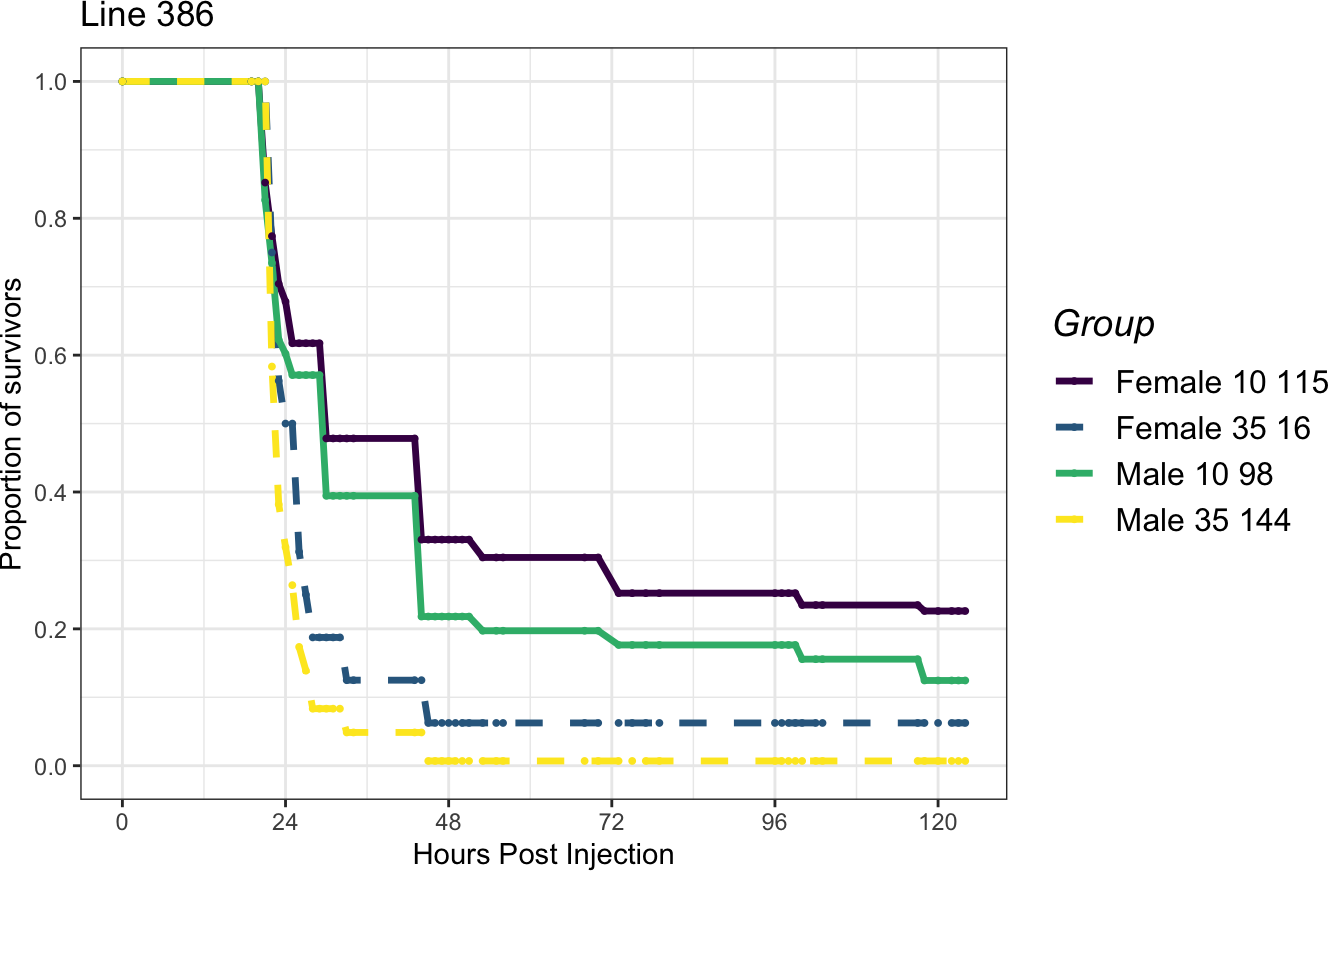 Line 386
Proportion of survivors
1.0
0.8
0.6
0.4
0.2
0.0
0 24 48 72 96 120
Hours Post Injection
Group
Female 10 115
Female 35 16
Male 10 98
Male 35 144